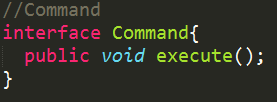 //Command
interface Command{
  public void execute();
}